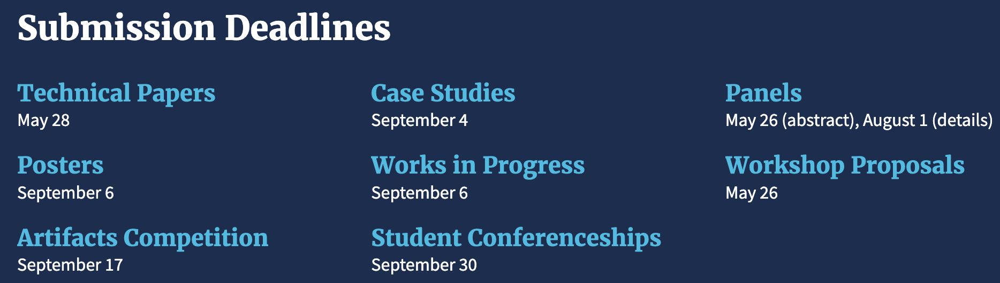 Submission Deadlines
Technical Papers
May 28
Case Studies
September 4
Panels
May 26 (abstract), August 1 (details)
Posters
September 6
Works in Progress
September 6
Workshop Proposals
May 26
Artifacts Competition
September 17
Student Conferenceships
September 30